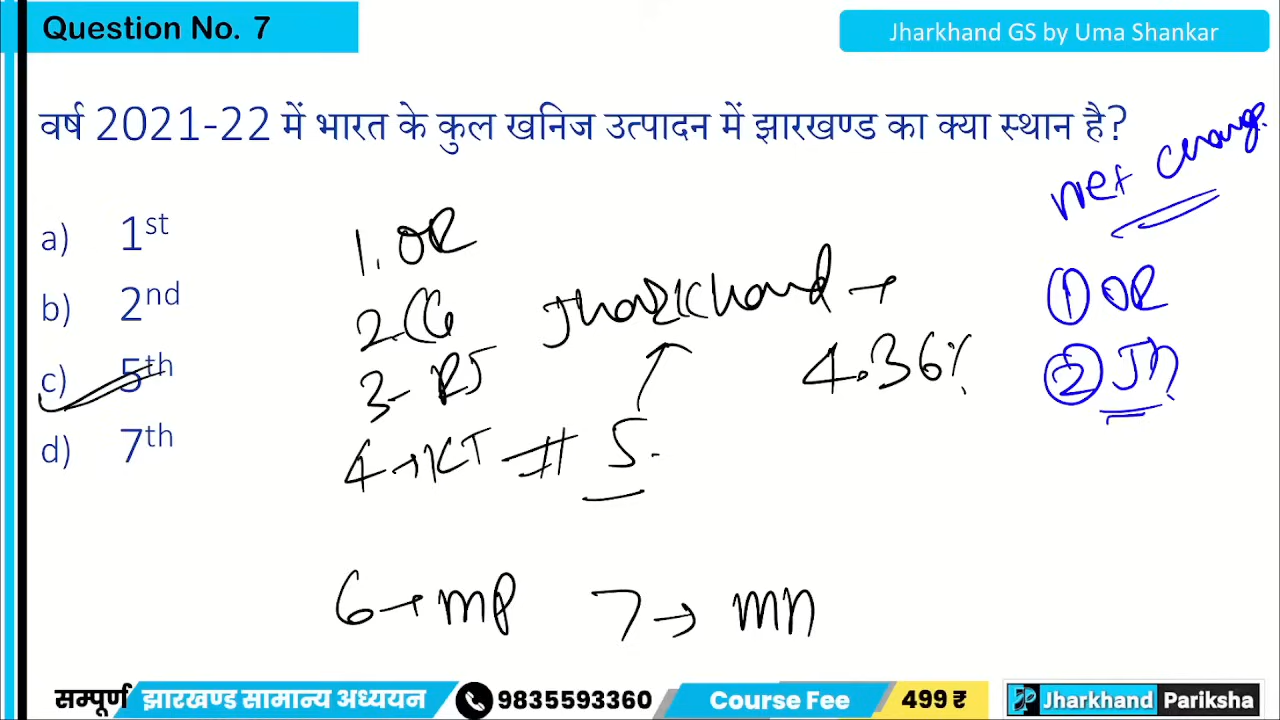 Question No. 7
Jharkhand GS by Uma Shankar
वर्ष 2021-22 में भारत के कुल खनिज उत्पादन में झारखण्ड का क्या स्थान है?
Net change
a) 1st
b) 2nd
c) 5th
d) 7th
1. OR
2. CG
3- RJ
4 → KT # 5.
Jharkhand →
4.36%
① OR
② Jh
6 → MP 7 → MH
सम्पूर्ण झारखण्ड सामान्य अध्ययन 9835593360 Course Fee 499 ₹ JP Jharkhand Pariksha